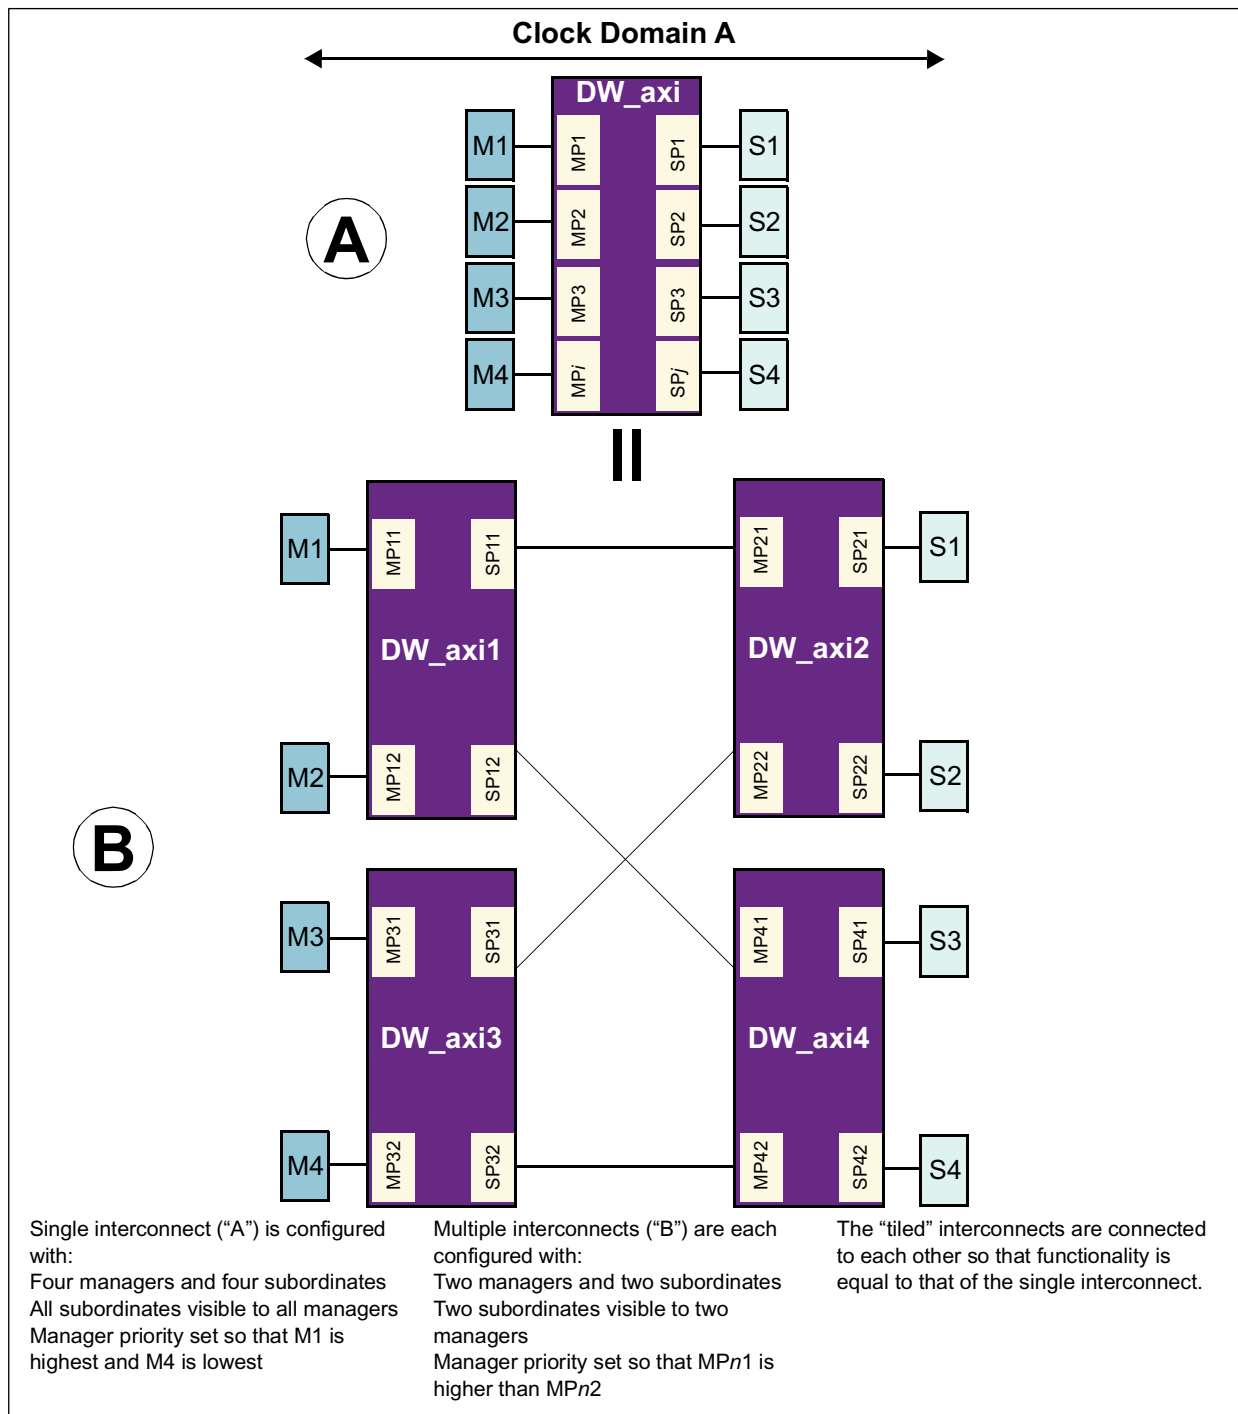 Clock Domain A
DW_axi
M1
MP1
SP1
S1
M2
MP2
SP2
S2
A
M3
MP3
SP3
S3
M4
MPi
SPj
S4
M1
MP11
SP11
MP21
SP21
S1
DW_axi1
DW_axi2
M2
MP12
SP12
MP22
SP22
S2
B
M3
MP31
SP31
MP41
SP41
S3
DW_axi3
DW_axi4
M4
MP32
SP32
MP42
SP42
S4
Single interconnect (“A”) is configured
with:
Four managers and four subordinates
All subordinates visible to all managers
Manager priority set so that M1 is
highest and M4 is lowest
Multiple interconnects (“B”) are each
configured with:
Two managers and two subordinates
Two subordinates visible to two
managers
Manager priority set so that MPn1 is
higher than MPn2
The “tiled” interconnects are connected
to each other so that functionality is
equal to that of the single interconnect.